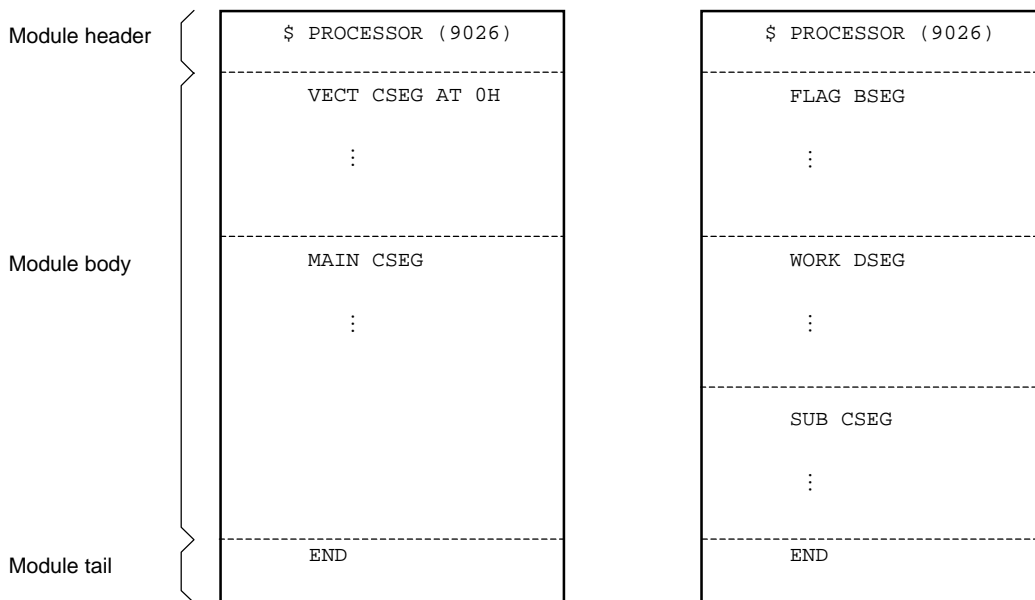 Module header
$ PROCESSOR (9026)
VECT CSEG AT 0H
⋮
Module body
MAIN CSEG
⋮
Module tail
END
$ PROCESSOR (9026)
FLAG BSEG
⋮
WORK DSEG
⋮
SUB CSEG
⋮
END